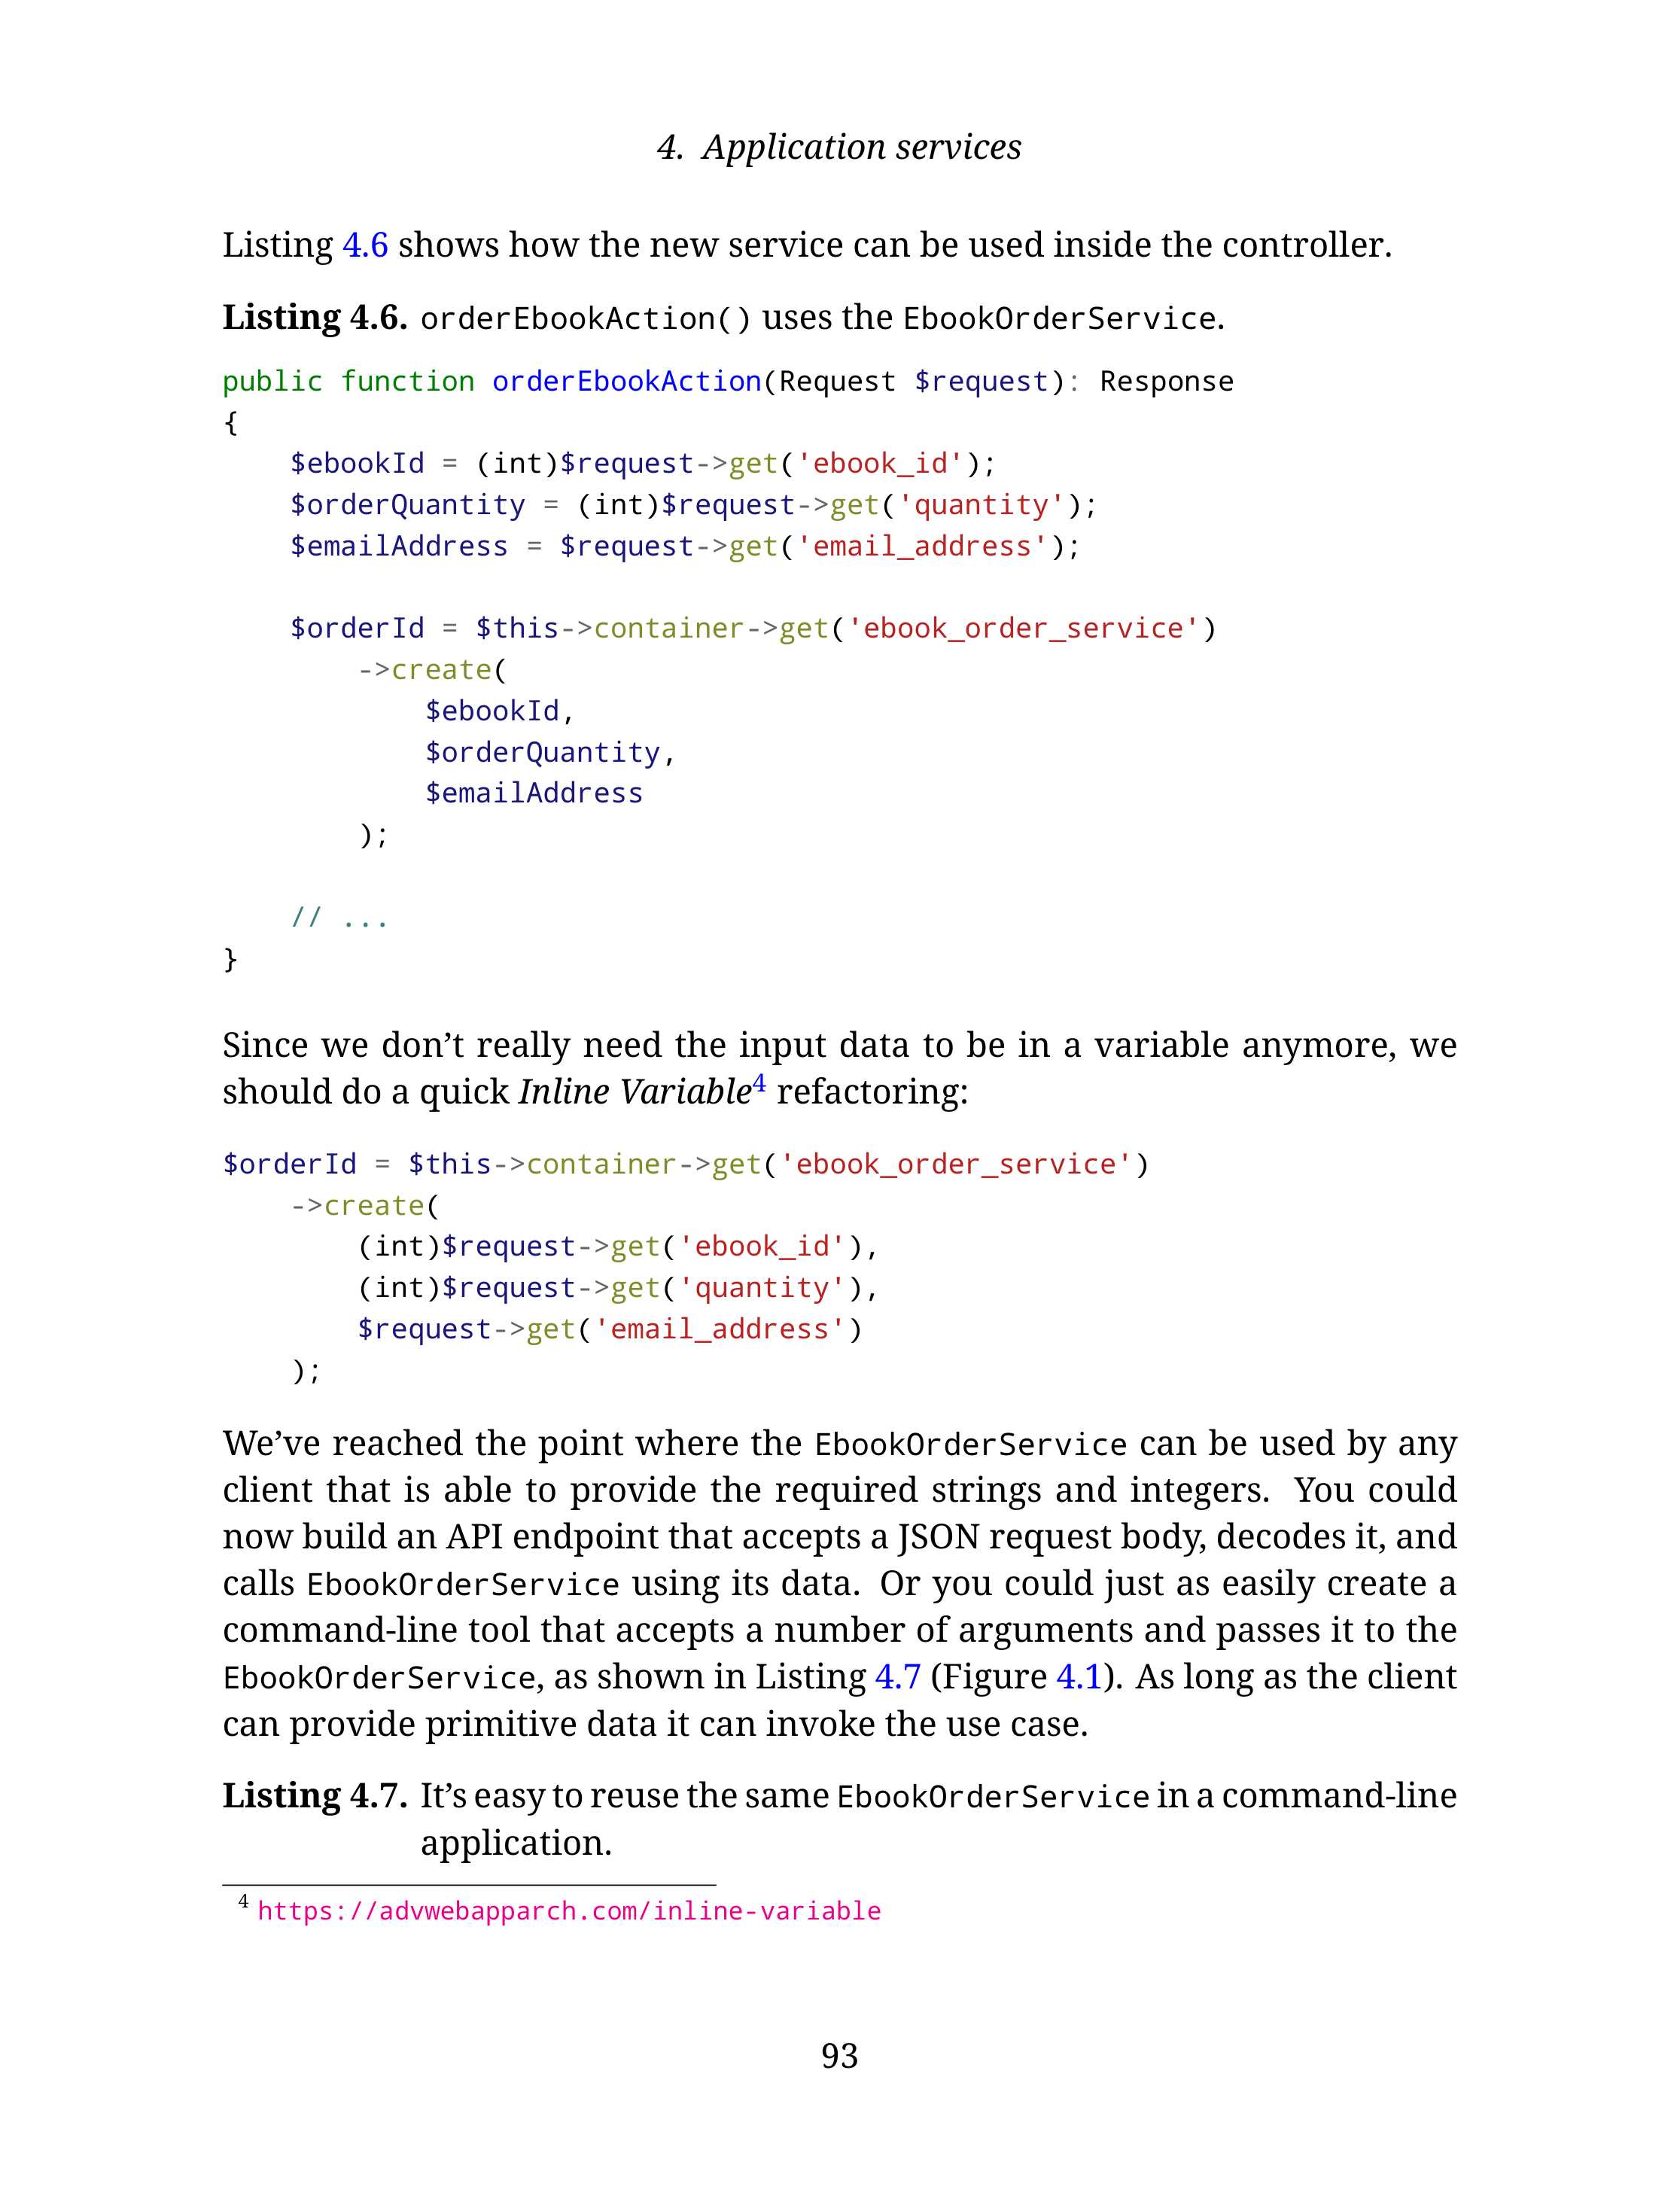 4. Application services
Listing 4.6 shows how the new service can be used inside the controller.
Listing 4.6. orderEbookAction() uses the EbookOrderService.
public function orderEbookAction(Request $request): Response
{
    $ebookId = (int)$request->get('ebook_id');
    $orderQuantity = (int)$request->get('quantity');
    $emailAddress = $request->get('email_address');

    $orderId = $this->container->get('ebook_order_service')
        ->create(
            $ebookId,
            $orderQuantity,
            $emailAddress
        );

    // ...
}
Since we don’t really need the input data to be in a variable anymore, we
should do a quick Inline Variable4 refactoring:
$orderId = $this->container->get('ebook_order_service')
    ->create(
        (int)$request->get('ebook_id'),
        (int)$request->get('quantity'),
        $request->get('email_address')
    );
We’ve reached the point where the EbookOrderService can be used by any
client that is able to provide the required strings and integers. You could
now build an API endpoint that accepts a JSON request body, decodes it, and
calls EbookOrderService using its data. Or you could just as easily create a
command-line tool that accepts a number of arguments and passes it to the
EbookOrderService, as shown in Listing 4.7 (Figure 4.1). As long as the client
can provide primitive data it can invoke the use case.
Listing 4.7. It’s easy to reuse the same EbookOrderService in a command-line
application.
4 https://advwebapparch.com/inline-variable
93